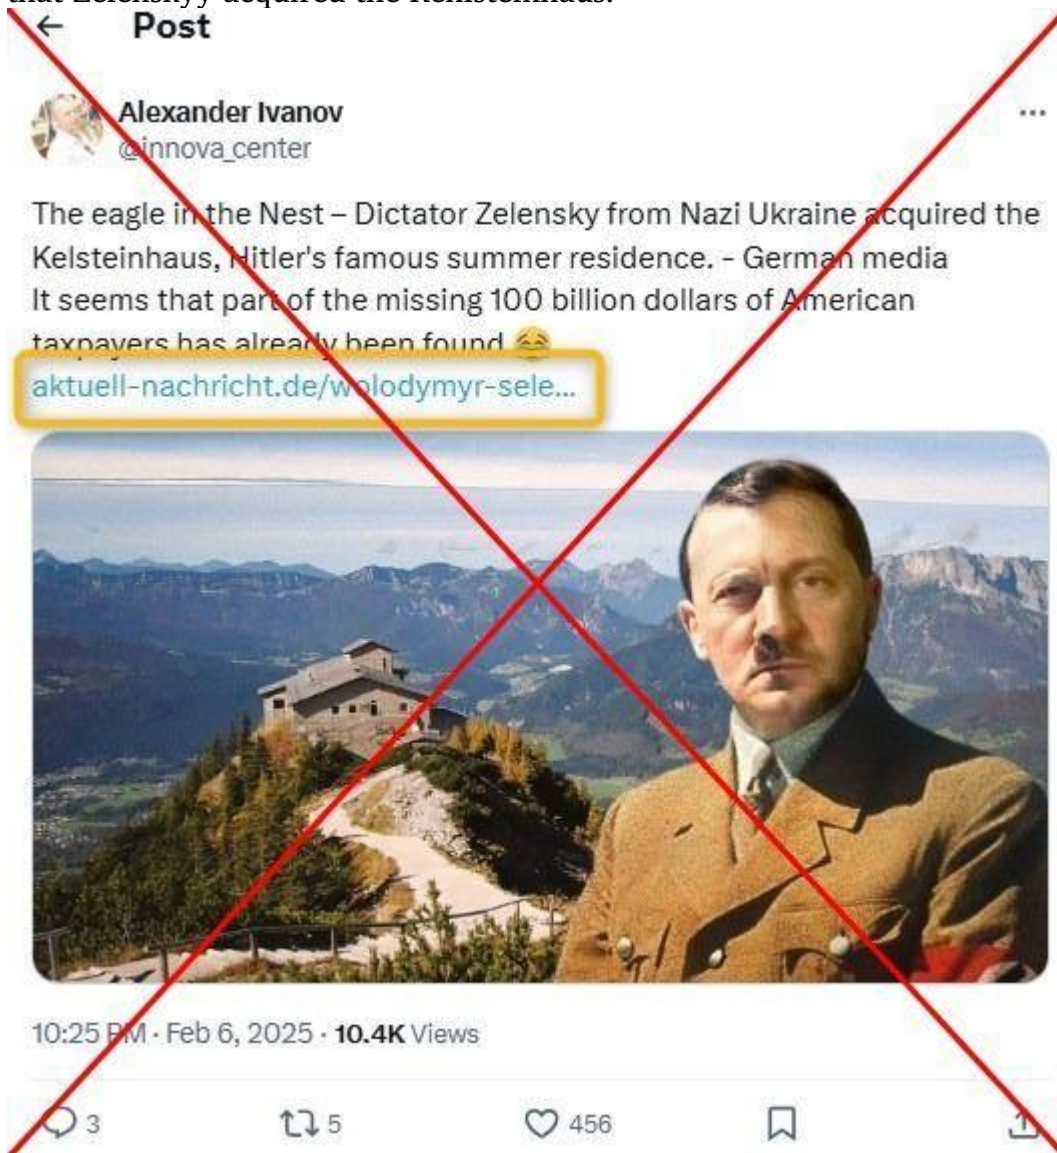 that Zelenskyy acquired the Kehlsteinhaus.
Post
Alexander Ivanov
@innova_center
The eagle in the Nest – Dictator Zelensky from Nazi Ukraine acquired the
Kelsteinhaus, Hitler's famous summer residence. - German media
It seems that part of the missing 100 billion dollars of American
taxpayers has already been found 😂
aktuell-nachricht.de/wolodymyr-sele...
10:25 PM · Feb 6, 2025 · 10.4K Views
3
5
456